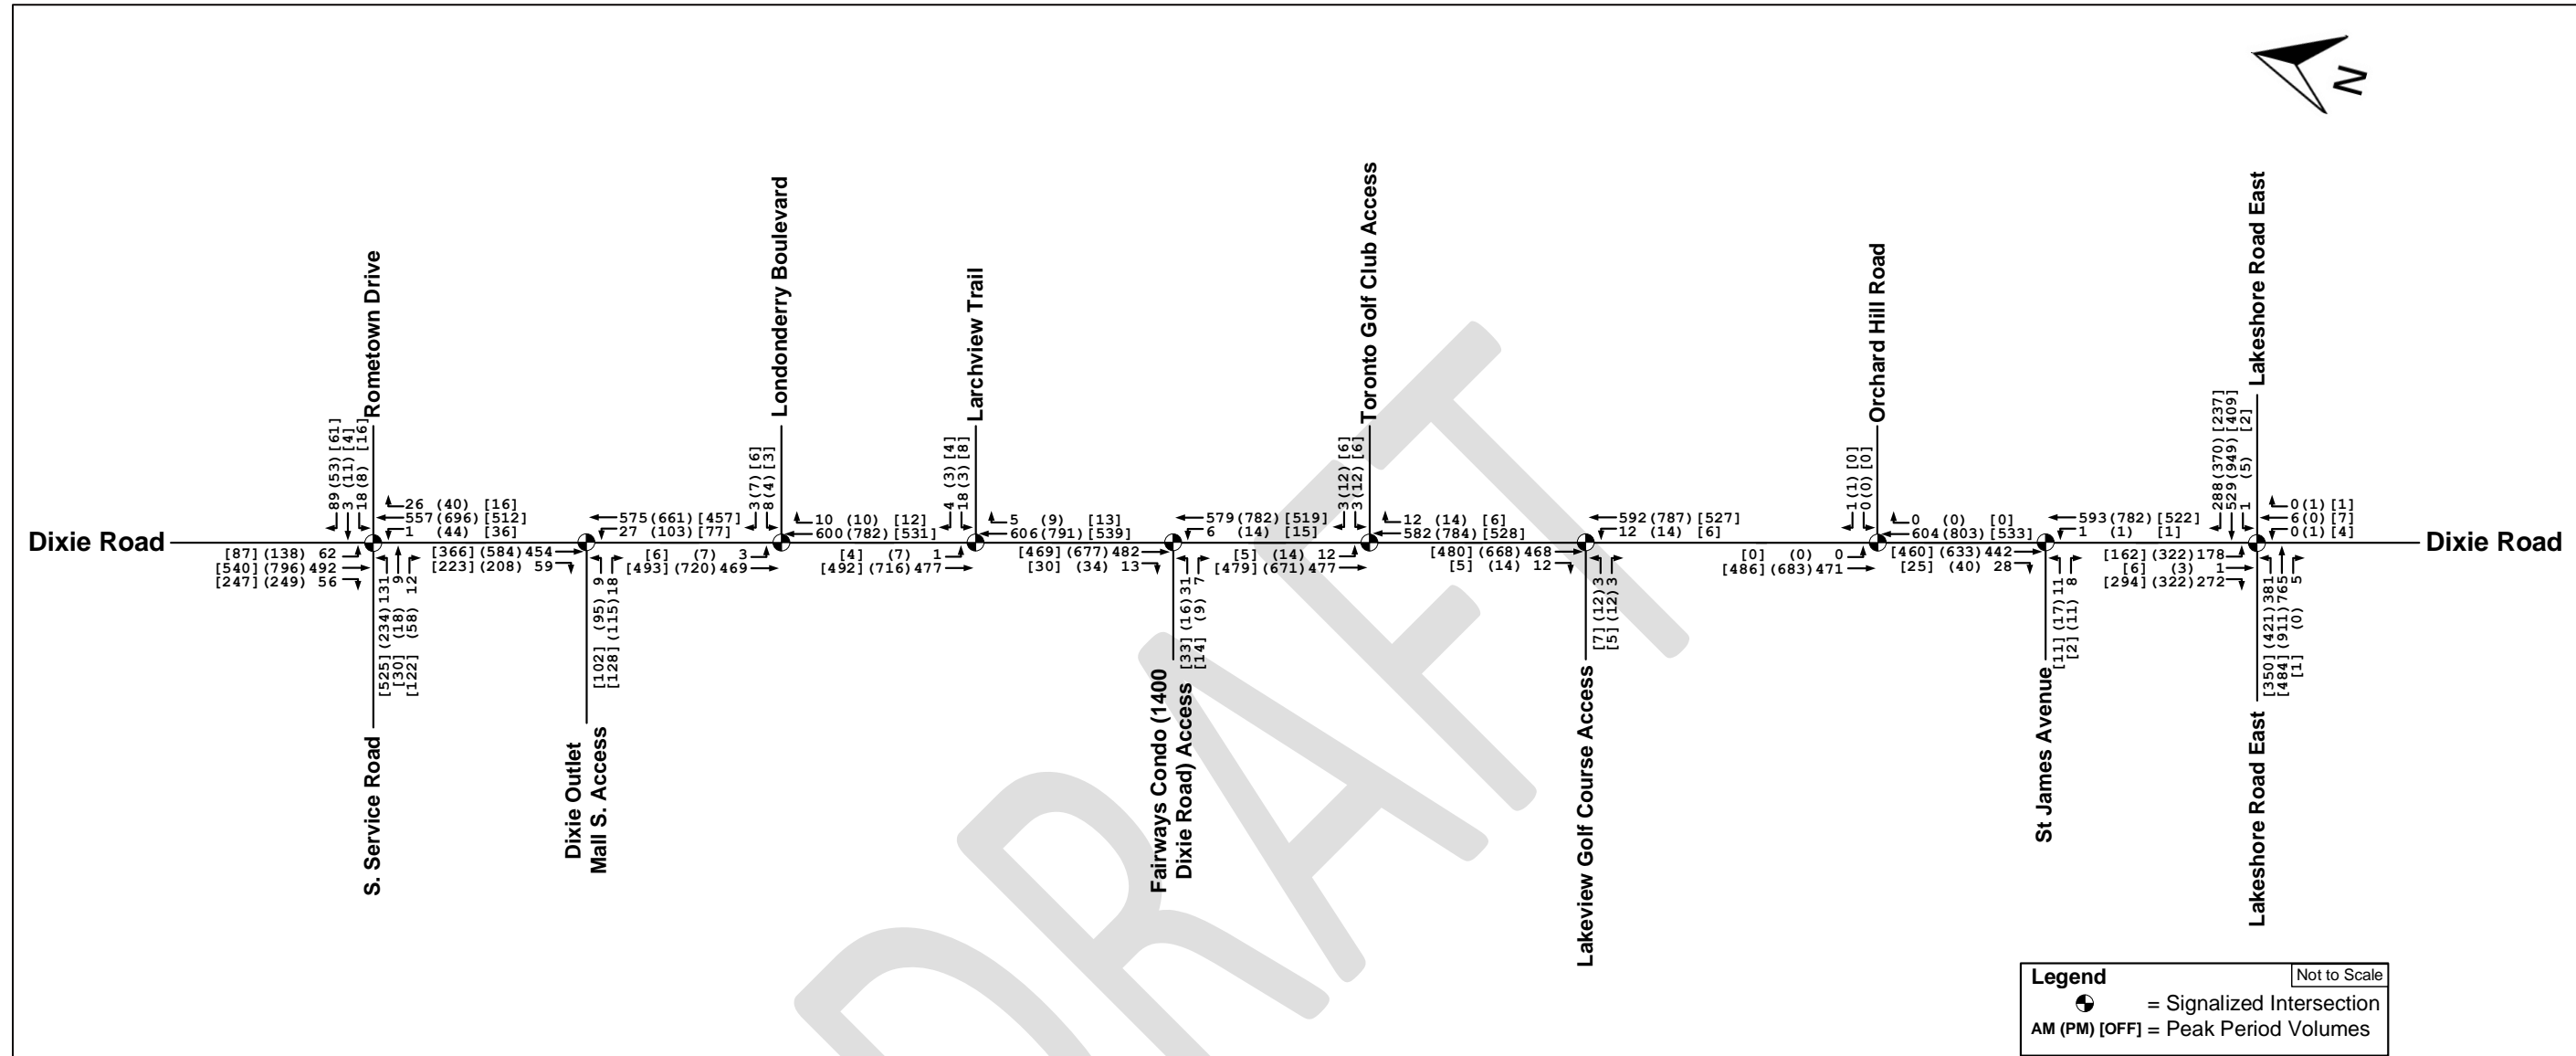 N
Rometown Drive
Londonderry Boulevard
Larchview Trail
Toronto Golf Club Access
Orchard Hill Road
Lakeshore Road East
89(53)[61]
3 (11)[4]
18(8) [16]
26 (40) [16]
557(696)[512]
1 (44) [36]
[87](138) 62
[540](796)492
[247](249) 56
[525](234)131
[30] (18) 9
[122] (58) 12
S. Service Road
575(661)[457]
27 (103)[77]
[366](584)454
[223](208) 59
[102] (95) 9
[128](115)18
Dixie Outlet
Mall S. Access
3(7)[6]
8(4)[3]
10 (10) [12]
600(782)[531]
[6] (7) 3
[493](720)469
4 (3)[4]
18(3)[8]
5 (9) [13]
606(791)[539]
[4] (7) 1
[492](716)477
579(782)[519]
6 (14) [15]
[469](677)482
[30] (34) 13
[33](16)31
[14] (9) 7
Fairways Condo (1400
Dixie Road) Access
3(12)[6]
3(12)[6]
12 (14) [6]
582(784)[528]
[5] (14) 12
[479](671)477
592(787)[527]
12 (14) [6]
[480](668)468
[5] (14) 12
[7](12)3
[5](12)3
Lakeview Golf Course Access
1(1)[0]
0(0)[0]
0 (0) [0]
604(803)[533]
[0] (0) 0
[486](683)471
593(782)[522]
1 (1) [1]
[460](633)442
[25] (40) 28
[11](17)11
[2](11) 8
St James Avenue
288(370)[237]
529(949)[409]
1 (5) [2]
0(1)[1]
6(0)[7]
0(1)[4]
[162](322)178
[6] (3) 1
[294](322)272
[350](421)381
[484](911)765
[1] (0) 5
Lakeshore Road East
Dixie Road
Dixie Road
DRAFT
Legend
Not to Scale
= Signalized Intersection
AM (PM) [OFF] = Peak Period Volumes